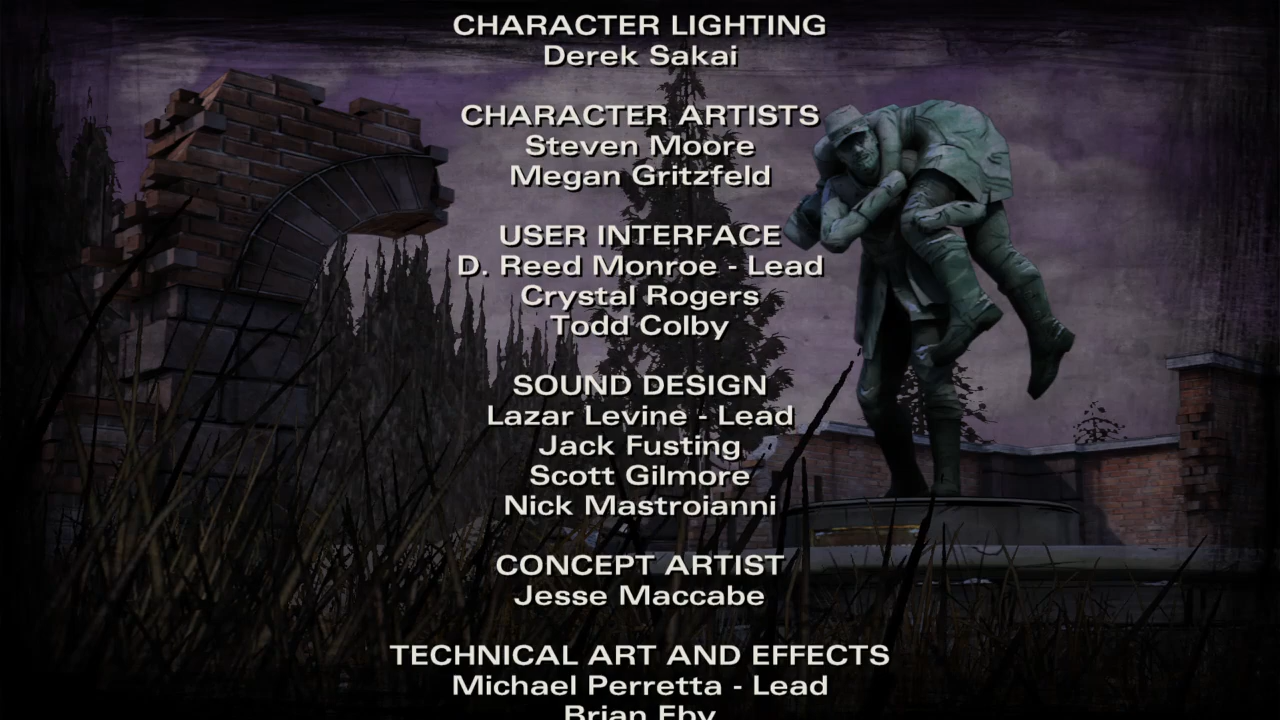 CHARACTER LIGHTING
Derek Sakai
CHARACTER ARTISTS
Steven Moore
Megan Gritzfeld
USER INTERFACE
D. Reed Monroe - Lead
Crystal Rogers
Todd Colby
SOUND DESIGN
Lazar Levine - Lead
Jack Fusting
Scott Gilmore
Nick Mastroianni
CONCEPT ARTIST
Jesse Maccabe
TECHNICAL ART AND EFFECTS
Michael Perretta - Lead
Brian Eby